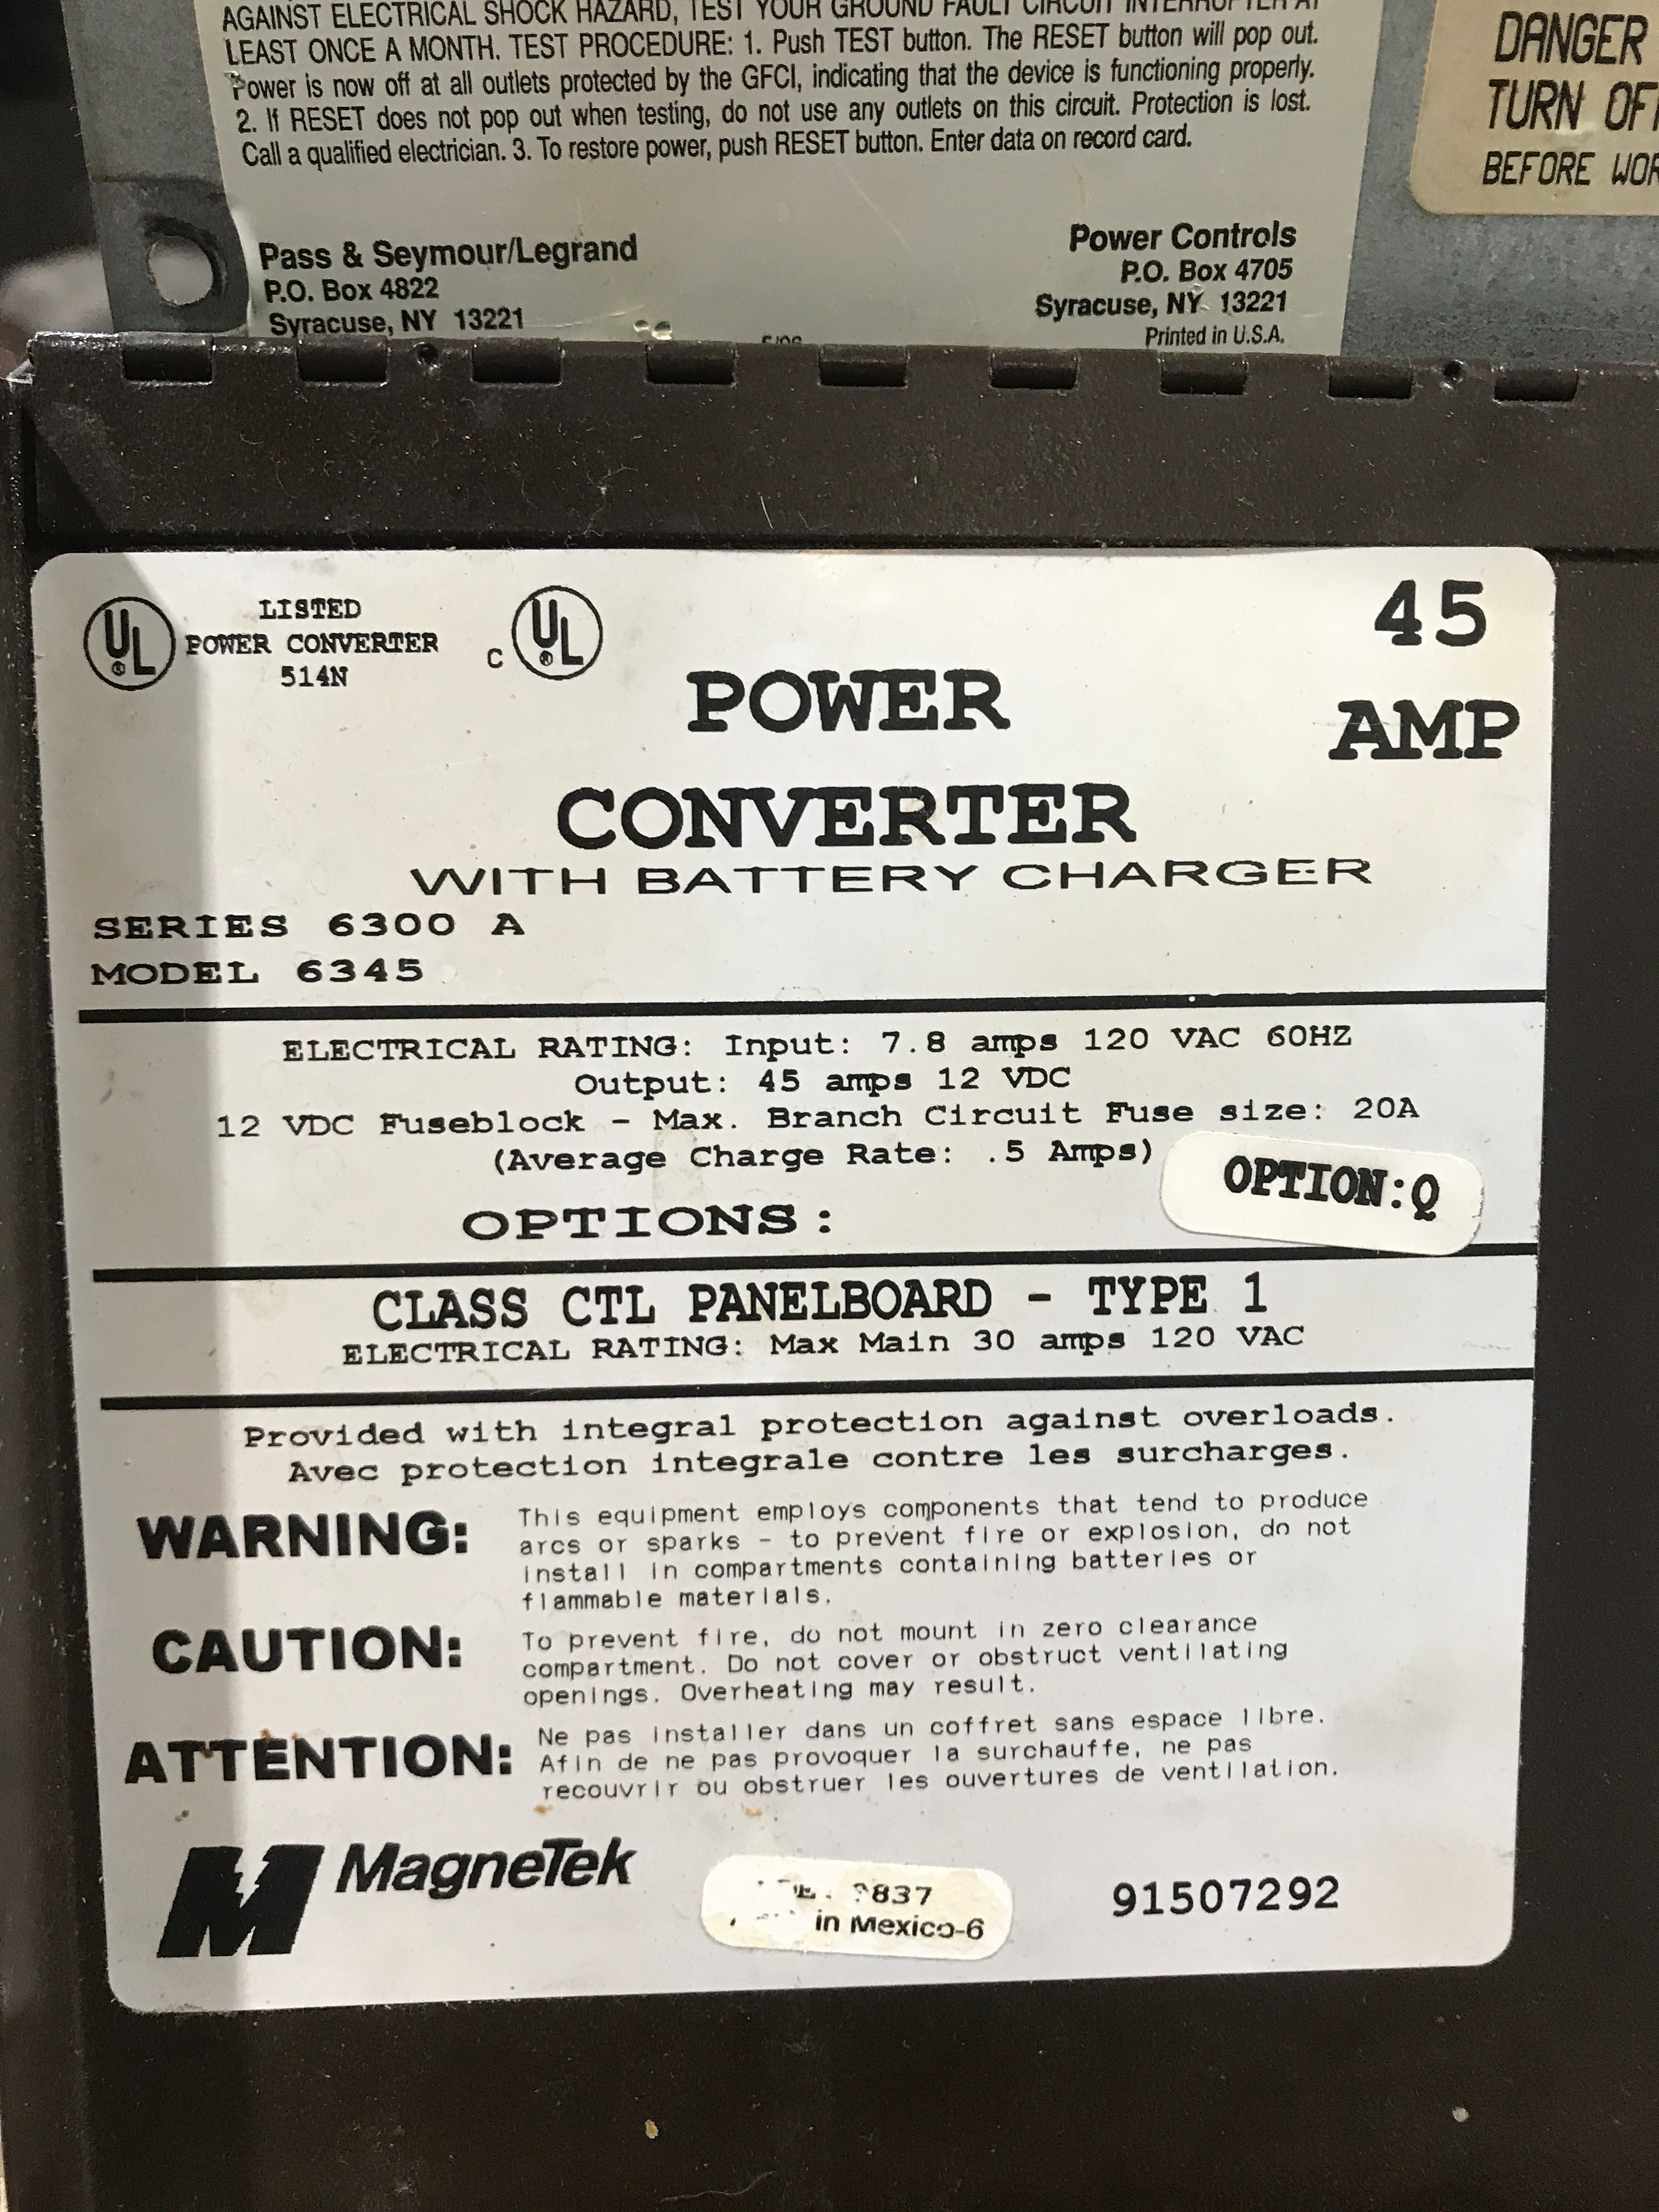 AGAINST ELECTRICAL SHOCK HAZARD, TEST YOUR GROUND FAULT CIRCUIT INTERRUPTER AT
LEAST ONCE A MONTH. TEST PROCEDURE: 1. Push TEST button. The RESET button will pop out.
Power is now off at all outlets protected by the GFCI, indicating that the device is functioning properly.
2. If RESET does not pop out when testing, do not use any outlets on this circuit. Protection is lost.
Call a qualified electrician. 3. To restore power, push RESET button. Enter data on record card.
Pass & Seymour/Legrand
P.O. Box 4822
Syracuse, NY 13221
Power Controls
P.O. Box 4705
Syracuse, NY 13221
Printed in U.S.A.
DANGER
TURN OF
BEFORE WOR
UL®
LISTED
POWER CONVERTER
514N
C UL®
45
AMP
POWER
CONVERTER
WITH BATTERY CHARGER
SERIES 6300 A
MODEL 6345
ELECTRICAL RATING: Input: 7.8 amps 120 VAC 60HZ
Output: 45 amps 12 VDC
12 VDC Fuseblock - Max. Branch Circuit Fuse size: 20A
(Average Charge Rate: .5 Amps)
OPTION:Q
OPTIONS:
CLASS CTL PANELBOARD - TYPE 1
ELECTRICAL RATING: Max Main 30 amps 120 VAC
Provided with integral protection against overloads.
Avec protection integrale contre les surcharges.
WARNING: This equipment employs components that tend to produce
arcs or sparks - to prevent fire or explosion, do not
install in compartments containing batteries or
flammable materials.
CAUTION: To prevent fire, do not mount in zero clearance
compartment. Do not cover or obstruct ventilating
openings. Overheating may result.
ATTENTION: Ne pas installer dans un coffret sans espace libre.
Afin de ne pas provoquer la surchauffe, ne pas
recouvrir ou obstruer les ouvertures de ventilation.
MagneTek
837
in Mexico-6
91507292